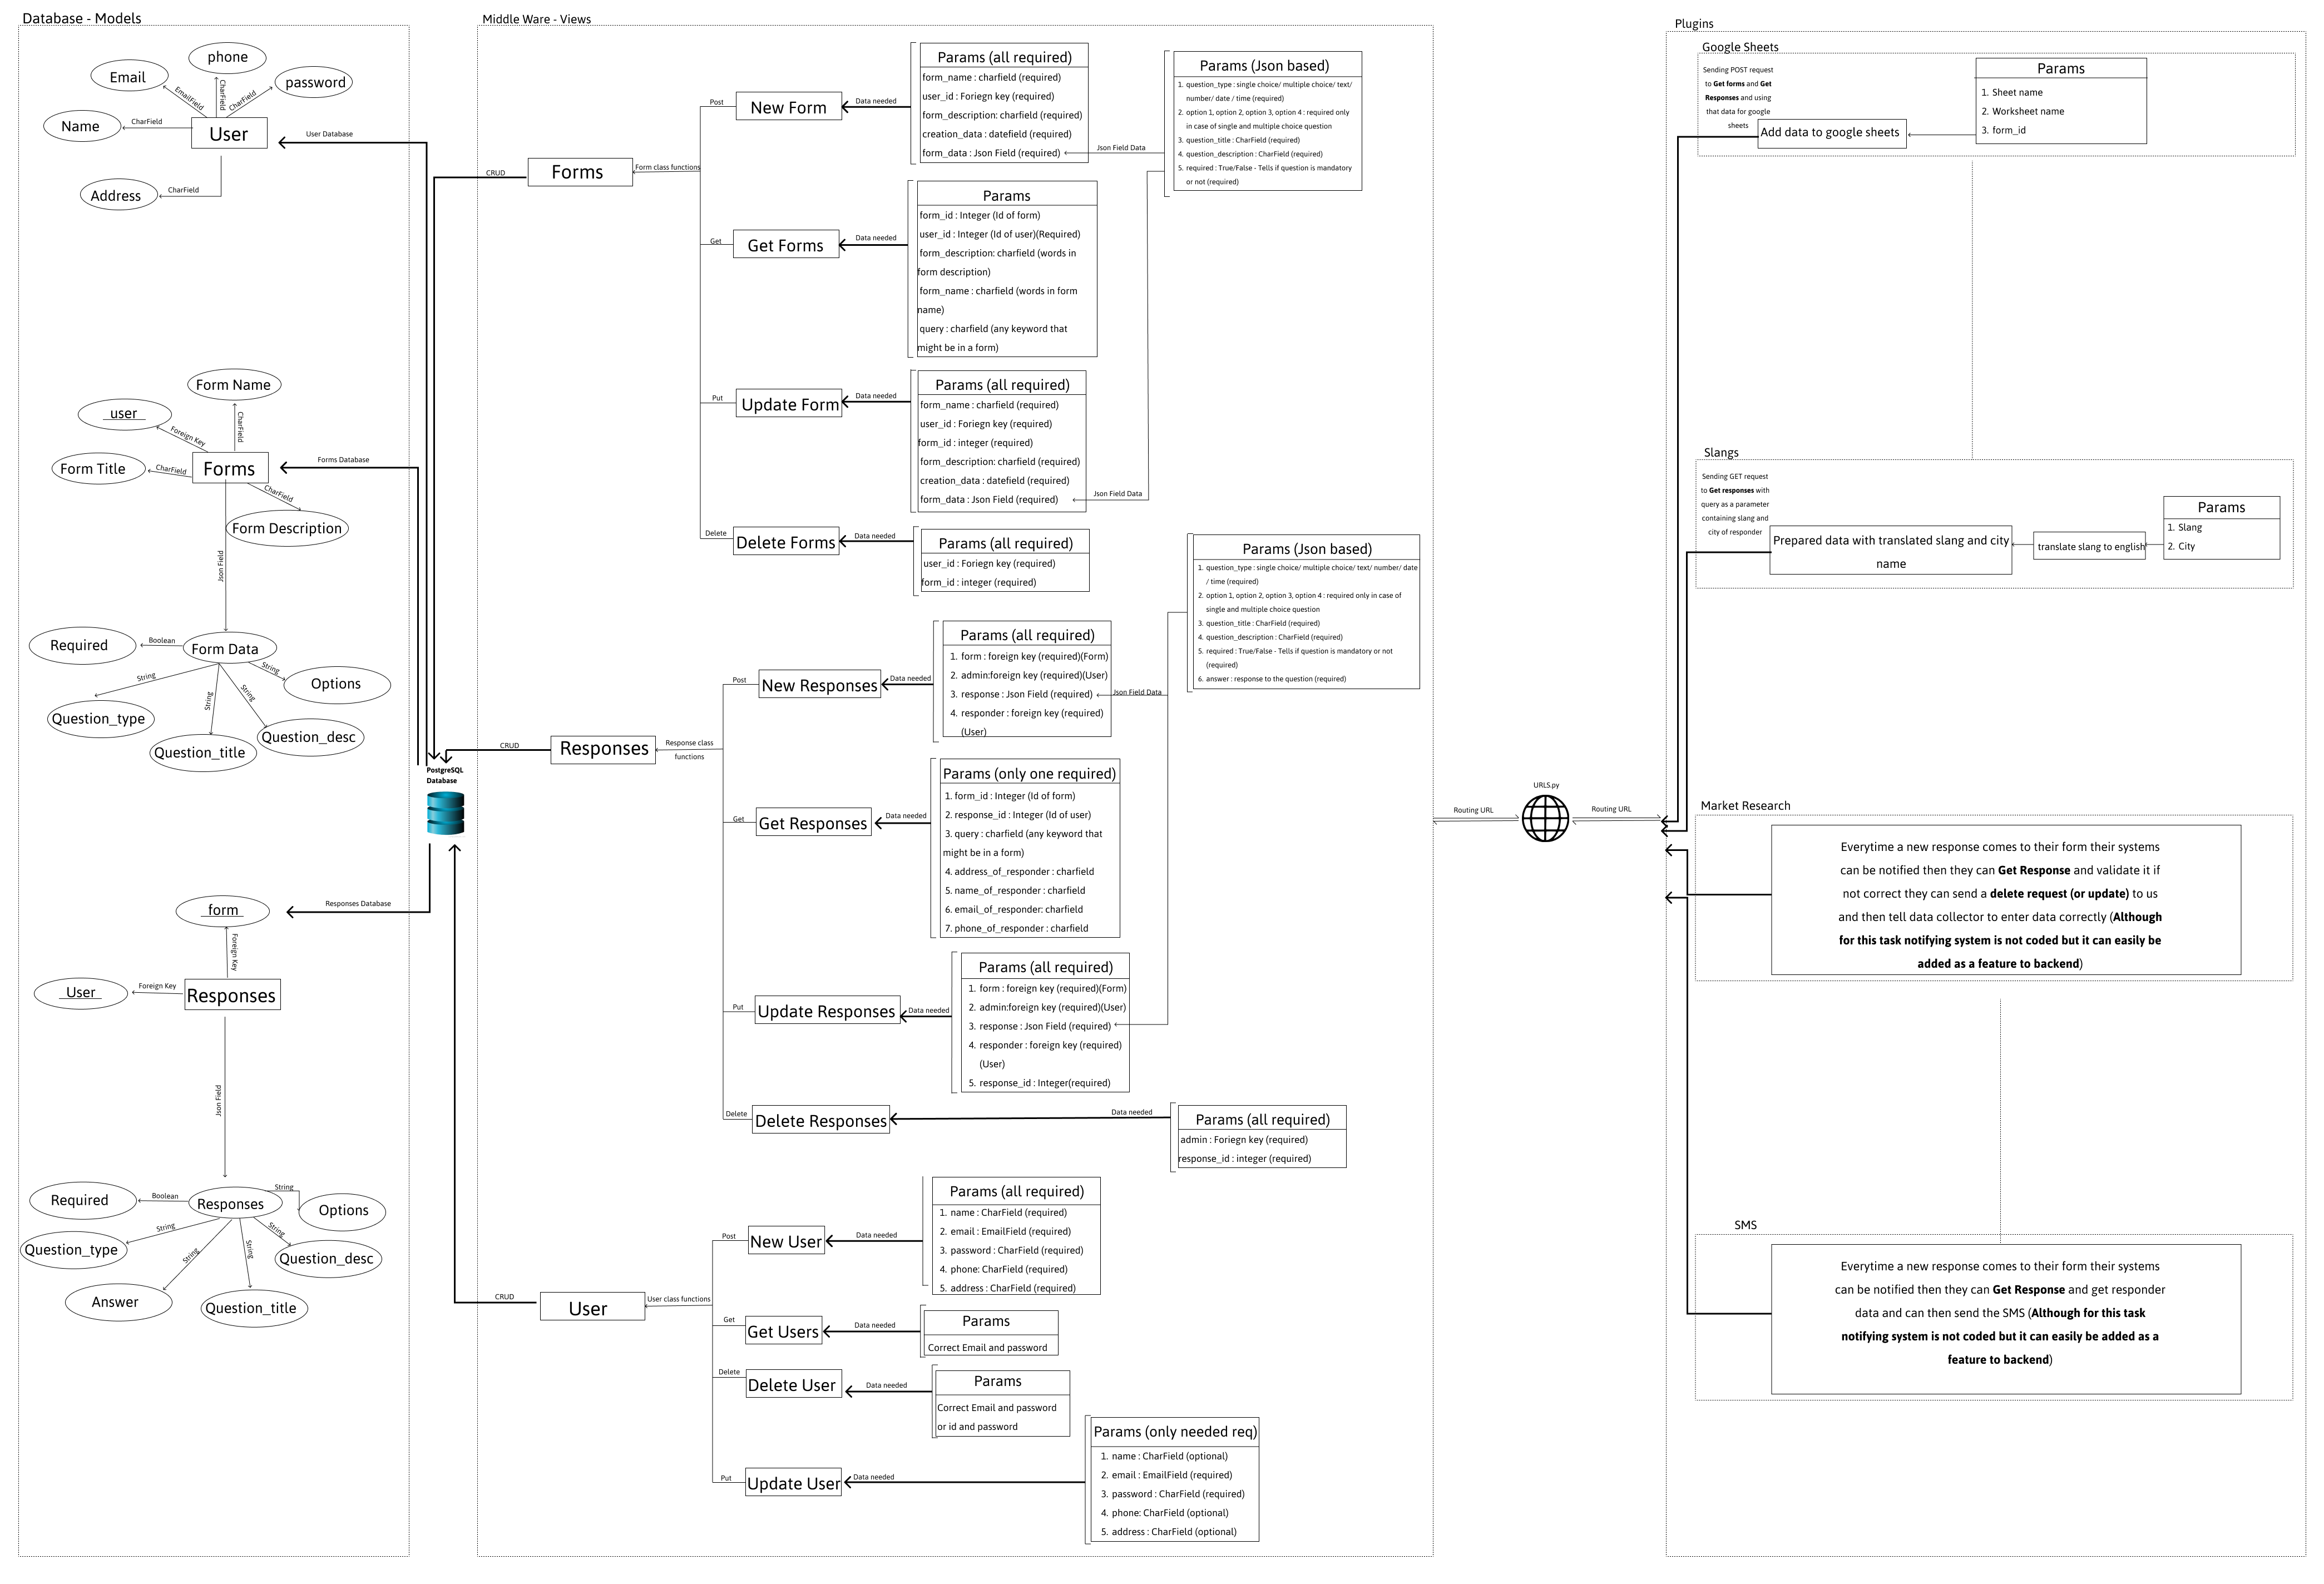 Database - Models
phone
Email
password
EmailField
CharField
CharField
Name
CharField
User
User Database
Address
CharField
Form Name
user
CharField
Foreign Key
Form Title
CharField
Forms
Forms Database
CharField
Form Description
Json Field
Required
Boolean
Form Data
String
Options
String
String
String
Question_type
Question_title
Question_desc
PostgreSQL
Database
form
Responses Database
Foreign Key
User
Foreign Key
Responses
Json Field
Required
Boolean
Responses
String
Options
String
String
String
String
Question_type
Question_desc
Answer
Question_title
Middle Ware - Views
CRUD
Forms
Form class functions
Post
New Form
Data needed
Params (all required)
form_name : charfield (required)
user_id : Foriegn key (required)
form_description: charfield (required)
creation_data : datefield (required)
form_data : Json Field (required)
Json Field Data
Params (Json based)
1. question_type : single choice/ multiple choice/ text/
number/ date / time (required)
2. option 1, option 2, option 3, option 4 : required only
in case of single and multiple choice question
3. question_title : CharField (required)
4. question_description : CharField (required)
5. required : True/False - Tells if question is mandatory
or not (required)
Get
Get Forms
Data needed
Params
form_id : Integer (Id of form)
user_id : Integer (Id of user)(Required)
form_description: charfield (words in
form description)
form_name : charfield (words in form
name)
query : charfield (any keyword that
might be in a form)
Put
Update Form
Data needed
Params (all required)
form_name : charfield (required)
user_id : Foriegn key (required)
form_id : integer (required)
form_description: charfield (required)
creation_data : datefield (required)
form_data : Json Field (required)
Json Field Data
Delete
Delete Forms
Data needed
Params (all required)
user_id : Foriegn key (required)
form_id : integer (required)
CRUD
Responses
Response class
functions
Post
New Responses
Data needed
Params (all required)
1. form : foreign key (required)(Form)
2. admin:foreign key (required)(User)
3. response : Json Field (required)
4. responder : foreign key (required)
(User)
Json Field Data
Params (Json based)
1. question_type : single choice/ multiple choice/ text/ number/ date
/ time (required)
2. option 1, option 2, option 3, option 4 : required only in case of
single and multiple choice question
3. question_title : CharField (required)
4. question_description : CharField (required)
5. required : True/False - Tells if question is mandatory or not
(required)
6. answer : response to the question (required)
Get
Get Responses
Data needed
Params (only one required)
1. form_id : Integer (Id of form)
2. response_id : Integer (Id of user)
3. query : charfield (any keyword that
might be in a form)
4. address_of_responder : charfield
5. name_of_responder : charfield
6. email_of_responder: charfield
7. phone_of_responder : charfield
Put
Update Responses
Data needed
Params (all required)
1. form : foreign key (required)(Form)
2. admin:foreign key (required)(User)
3. response : Json Field (required)
4. responder : foreign key (required)
(User)
5. response_id : Integer(required)
Delete
Delete Responses
Data needed
Params (all required)
admin : Foriegn key (required)
response_id : integer (required)
CRUD
User
User class functions
Post
New User
Data needed
Params (all required)
1. name : CharField (required)
2. email : EmailField (required)
3. password : CharField (required)
4. phone: CharField (required)
5. address : CharField (required)
Get
Get Users
Data needed
Params
Correct Email and password
Delete
Delete User
Data needed
Params
Correct Email and password
or id and password
Put
Update User
Data needed
Params (only needed req)
1. name : CharField (optional)
2. email : EmailField (required)
3. password : CharField (required)
4. phone: CharField (optional)
5. address : CharField (optional)
Routing URL
URLS.py
Routing URL
Plugins
Google Sheets
Sending POST request
to Get forms and Get
Responses and using
that data for google
sheets
Add data to google sheets
Params
1. Sheet name
2. Worksheet name
3. form_id
Slangs
Sending GET request
to Get responses with
query as a parameter
containing slang and
city of responder
Prepared data with translated slang and city
name
translate slang to english
Params
1. Slang
2. City
Market Research
Everytime a new response comes to their form their systems
can be notified then they can Get Response and validate it if
not correct they can send a delete request (or update) to us
and then tell data collector to enter data correctly (Although
for this task notifying system is not coded but it can easily be
added as a feature to backend)
SMS
Everytime a new response comes to their form their systems
can be notified then they can Get Response and get responder
data and can then send the SMS (Although for this task
notifying system is not coded but it can easily be added as a
feature to backend)